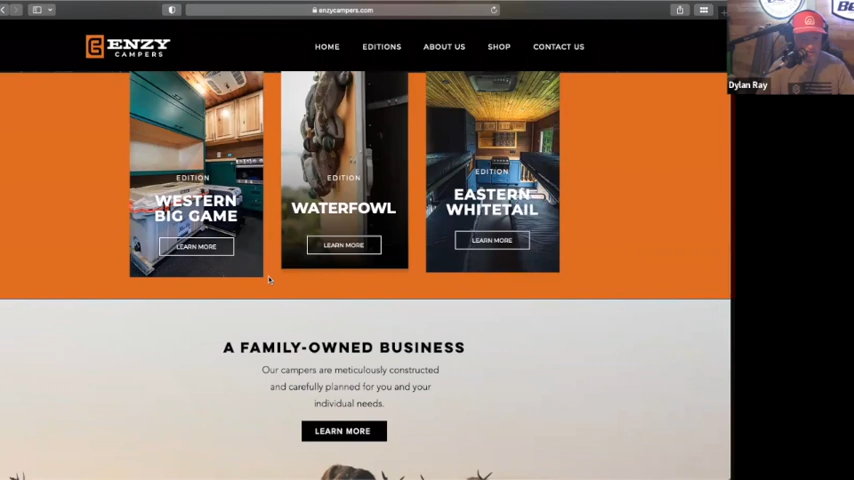 enzycampers.com
ENZY
CAMPERS
HOME
EDITIONS
ABOUT US
SHOP
CONTACT US
Dylan Ray
EDITION
WESTERN
BIG GAME
LEARN MORE
EDITION
WATERFOWL
LEARN MORE
EDITION
EASTERN
WHITETAIL
LEARN MORE
A FAMILY-OWNED BUSINESS
Our campers are meticulously constructed
and carefully planned for you and your
individual needs.
LEARN MORE